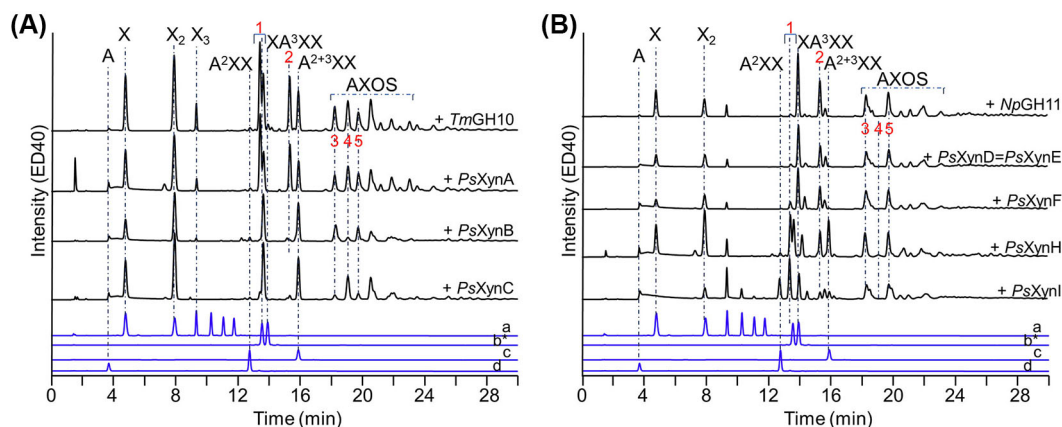 (A)
Intensity (ED40)
A
X
X₂
X₃
A²XX
1
XA³XX
2
A²⁺³XX
AXOS
+ TmGH10
3 4 5
+ PsXynA
+ PsXynB
+ PsXynC
a
b*
c
d
4 8 12 16 20 24 28
Time (min)
(B)
Intensity (ED40)
A
X
X₂
A²XX
1
XA³XX
2
A²⁺³XX
AXOS
+ NpGH11
3 4 5
+ PsXynD=PsXynE
+ PsXynF
+ PsXynH
+ PsXynI
a
b*
c
d
4 8 12 16 20 24 28
Time (min)